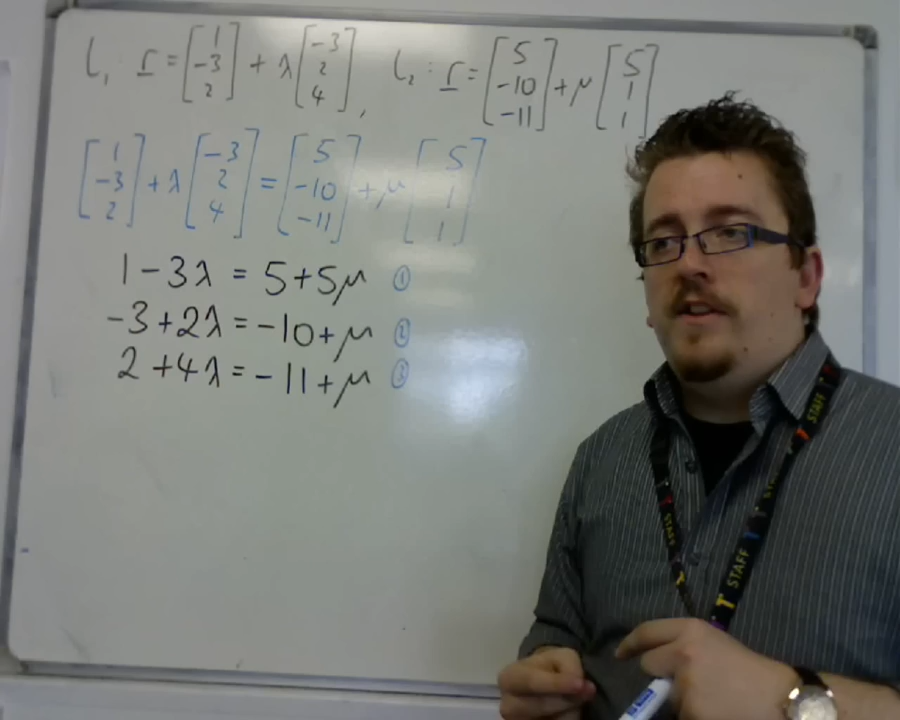 l₁ r = [1 -3 2] + λ [-3 2 4], l₂: r = [5 -10 -11] + μ [5 1 1]
[1 -3 2] + λ [-3 2 4] = [5 -10 -11] + μ [5 1 1]
1 - 3λ = 5 + 5μ ①
-3 + 2λ = -10 + μ ②
2 + 4λ = -11 + μ ③
STAFF
STAFF